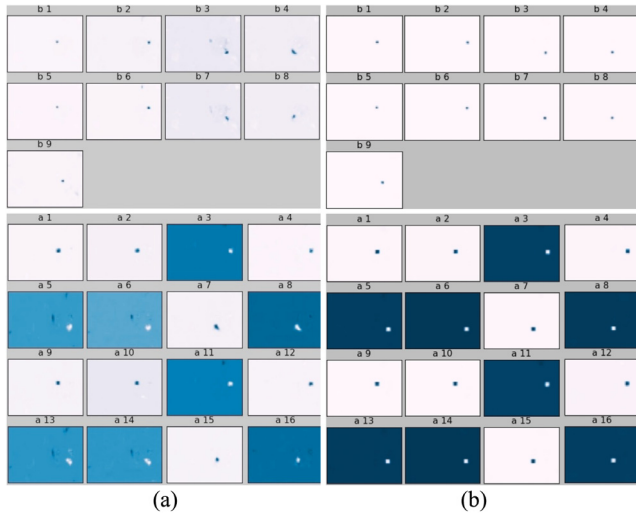 b 1 b 2 b 3 b 4
b 5 b 6 b 7 b 8
b 9
a 1 a 2 a 3 a 4
a 5 a 6 a 7 a 8
a 9 a 10 a 11 a 12
a 13 a 14 a 15 a 16
(a)
b 1 b 2 b 3 b 4
b 5 b 6 b 7 b 8
b 9
a 1 a 2 a 3 a 4
a 5 a 6 a 7 a 8
a 9 a 10 a 11 a 12
a 13 a 14 a 15 a 16
(b)